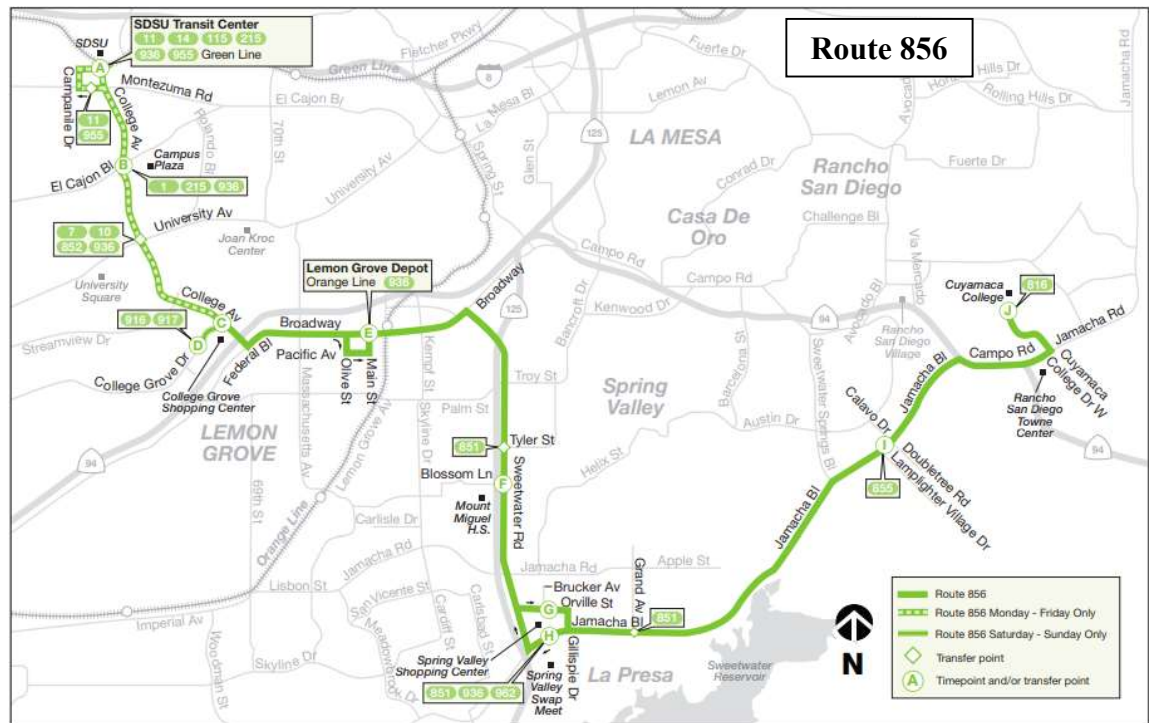 Route 856
SDSU Transit Center
11 14 115 215
936 955 Green Line
SDSU
A
Campanile Dr
Montezuma Rd
College Av
11
955
B
Campus
Plaza
El Cajon Bl
1 215 936
El Cajon Bl
Rolando Bl
70th St
University Av
University Av
7 10
852 936
Joan Kroc
Center
University
Square
College Av
916 917
C
D
Streamview Dr
College Grove Dr
College Grove
Shopping Center
Federal Bl
Fletcher Pkwy
Green Line
8
La Mesa Bl
Spring St
Glen St
125
Fuerte Dr
Lemon Av
LA MESA
Avocado Bl
Rolling Hills Dr
Jamacha Rd
Fuerte Dr
Conrad Dr
Rancho
San Diego
Casa De
Oro
Challenge Bl
Via Mercado
Campo Rd
Campo Rd
Lemon Grove Depot
Orange Line 936
Broadway
E
Broadway
Pacific Av
Olive St
Main St
Massachusetts Av
Lemon Grove Av
Kempf St
Skyline Dr
125
Bancroft Dr
Kenwood Dr
94
Avocado Bl
Rancho
San Diego
Village
Cuyamaca
College
816
J
Jamacha Rd
Campo Rd
Cuyamaca
College Dr W
Rancho
San Diego
Towne
Center
94
Troy St
Spring
Valley
Barcelona St
Sweetwater Springs Bl
Austin Dr
Helix St
Jamacha Bl
Calavo Dr
I
Doubletree Rd
Lamplighter Village Dr
855
Palm St
851
Tyler St
Blossom Ln
F
Sweetwater Rd
Mount
Miguel
H.S.
LEMON
GROVE
94
69th St
Orange Line
Carlisle Dr
Jamacha Rd
Lisbon St
San Vicente St
Meadowbrook Dr
Cardiff St
Carlsbad St
Imperial Av
Woodman St
Skyline Dr
Jamacha Rd
Apple St
Grand Av
Brucker Av
Orville St
G
Jamacha Bl
851
H
Gillispie Dr
Spring Valley
Shopping Center
851 936 962
Spring
Valley
Swap
Meet
La Presa
Jamacha Bl
Sweetwater
Reservoir
N
Route 856
Route 856 Monday - Friday Only
Route 856 Saturday - Sunday Only
Transfer point
A Timepoint and/or transfer point